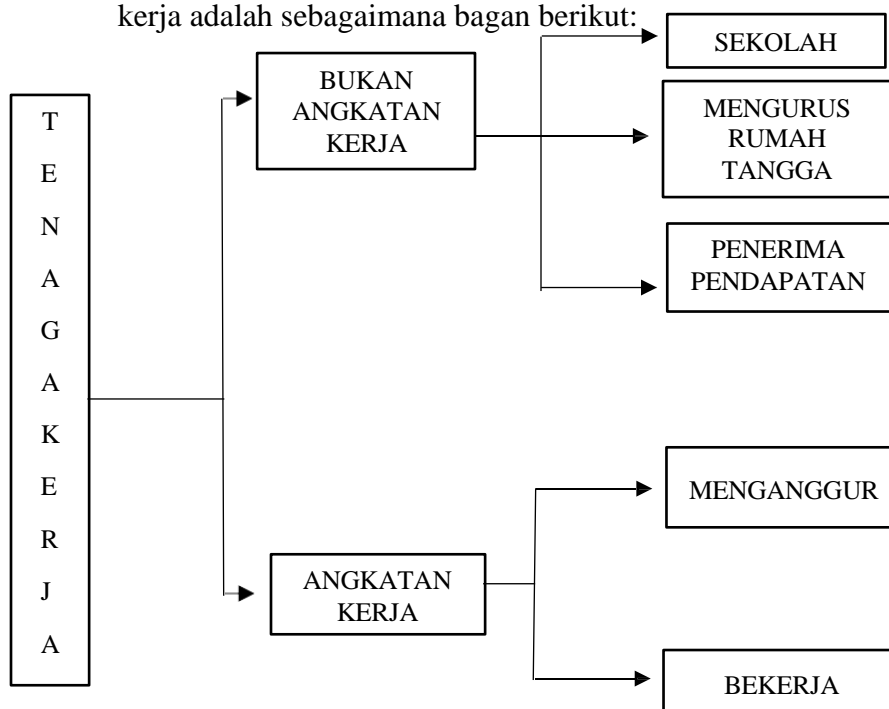 kerja adalah sebagaimana bagan berikut:
T
E
N
A
G
A
K
E
R
J
A
BUKAN
ANGKATAN
KERJA
SEKOLAH
MENGURUS
RUMAH
TANGGA
PENERIMA
PENDAPATAN
ANGKATAN
KERJA
MENGANGGUR
BEKERJA